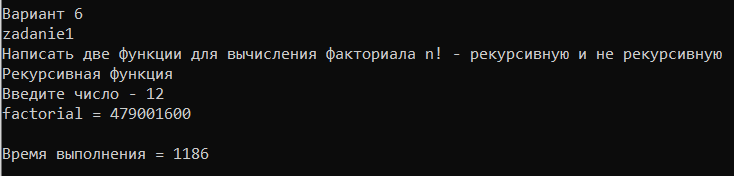 Вариант 6
zadanie1
Написать две функции для вычисления факториала n! - рекурсивную и не рекурсивную
Рекурсивная функция
Введите число - 12
factorial = 479001600
Время выполнения = 1186